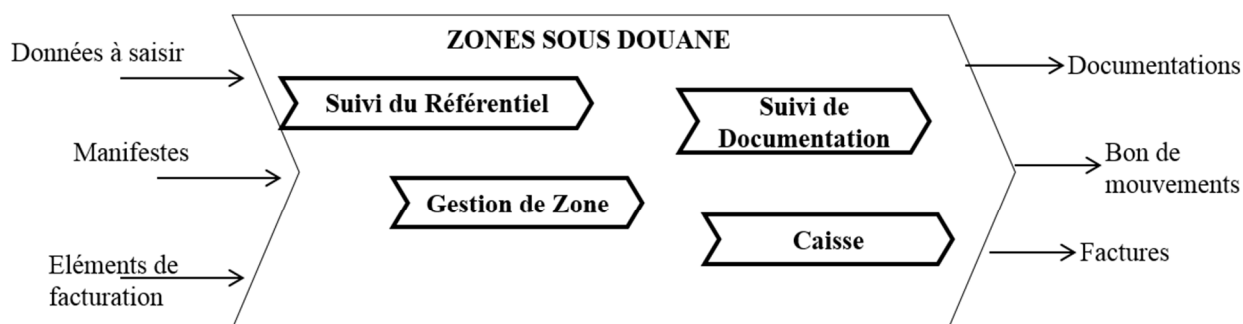 ZONES SOUS DOUANE
Données à saisir
Manifestes
Eléments de
facturation
Suivi du Référentiel
Gestion de Zone
Suivi de
Documentation
Caisse
Documentations
Bon de
mouvements
Factures